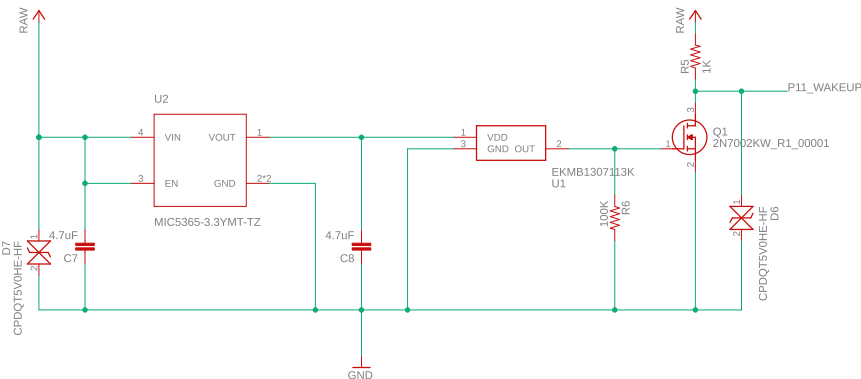 RAW
RAW
R5
1K
P11_WAKEUP
U2
4
VIN
VOUT
1
3
EN
GND
2*2
MIC5365-3.3YMT-TZ
1
3
VDD
GND OUT
2
EKMB1307113K
U1
3
1
2
Q1
2N7002KW_R1_00001
100K
R6
1
2
D6
CPDQT5V0HE-HF
D7
CPDQT5V0HE-HF
1
2
4.7uF
C7
4.7uF
C8
GND